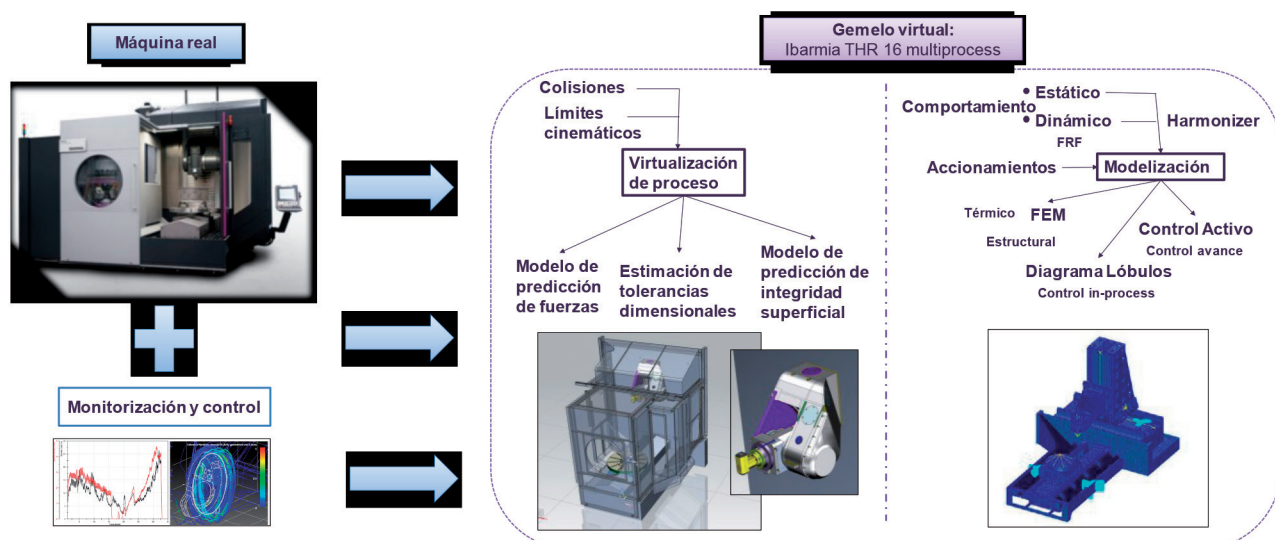 Máquina real
Monitorización y control
Gemelo virtual:
Ibarmia THR 16 multiprocess
Colisiones
Límites
cinemáticos
Virtualización
de proceso
Modelo de
predicción
de fuerzas
Estimación de
tolerancias
dimensionales
Modelo de
predicción de
integridad
superficial
Comportamiento
• Estático
• Dinámico
FRF
Harmonizer
Accionamientos
Modelización
Térmico
FEM
Estructural
Control Activo
Control avance
Diagrama Lóbulos
Control in-process